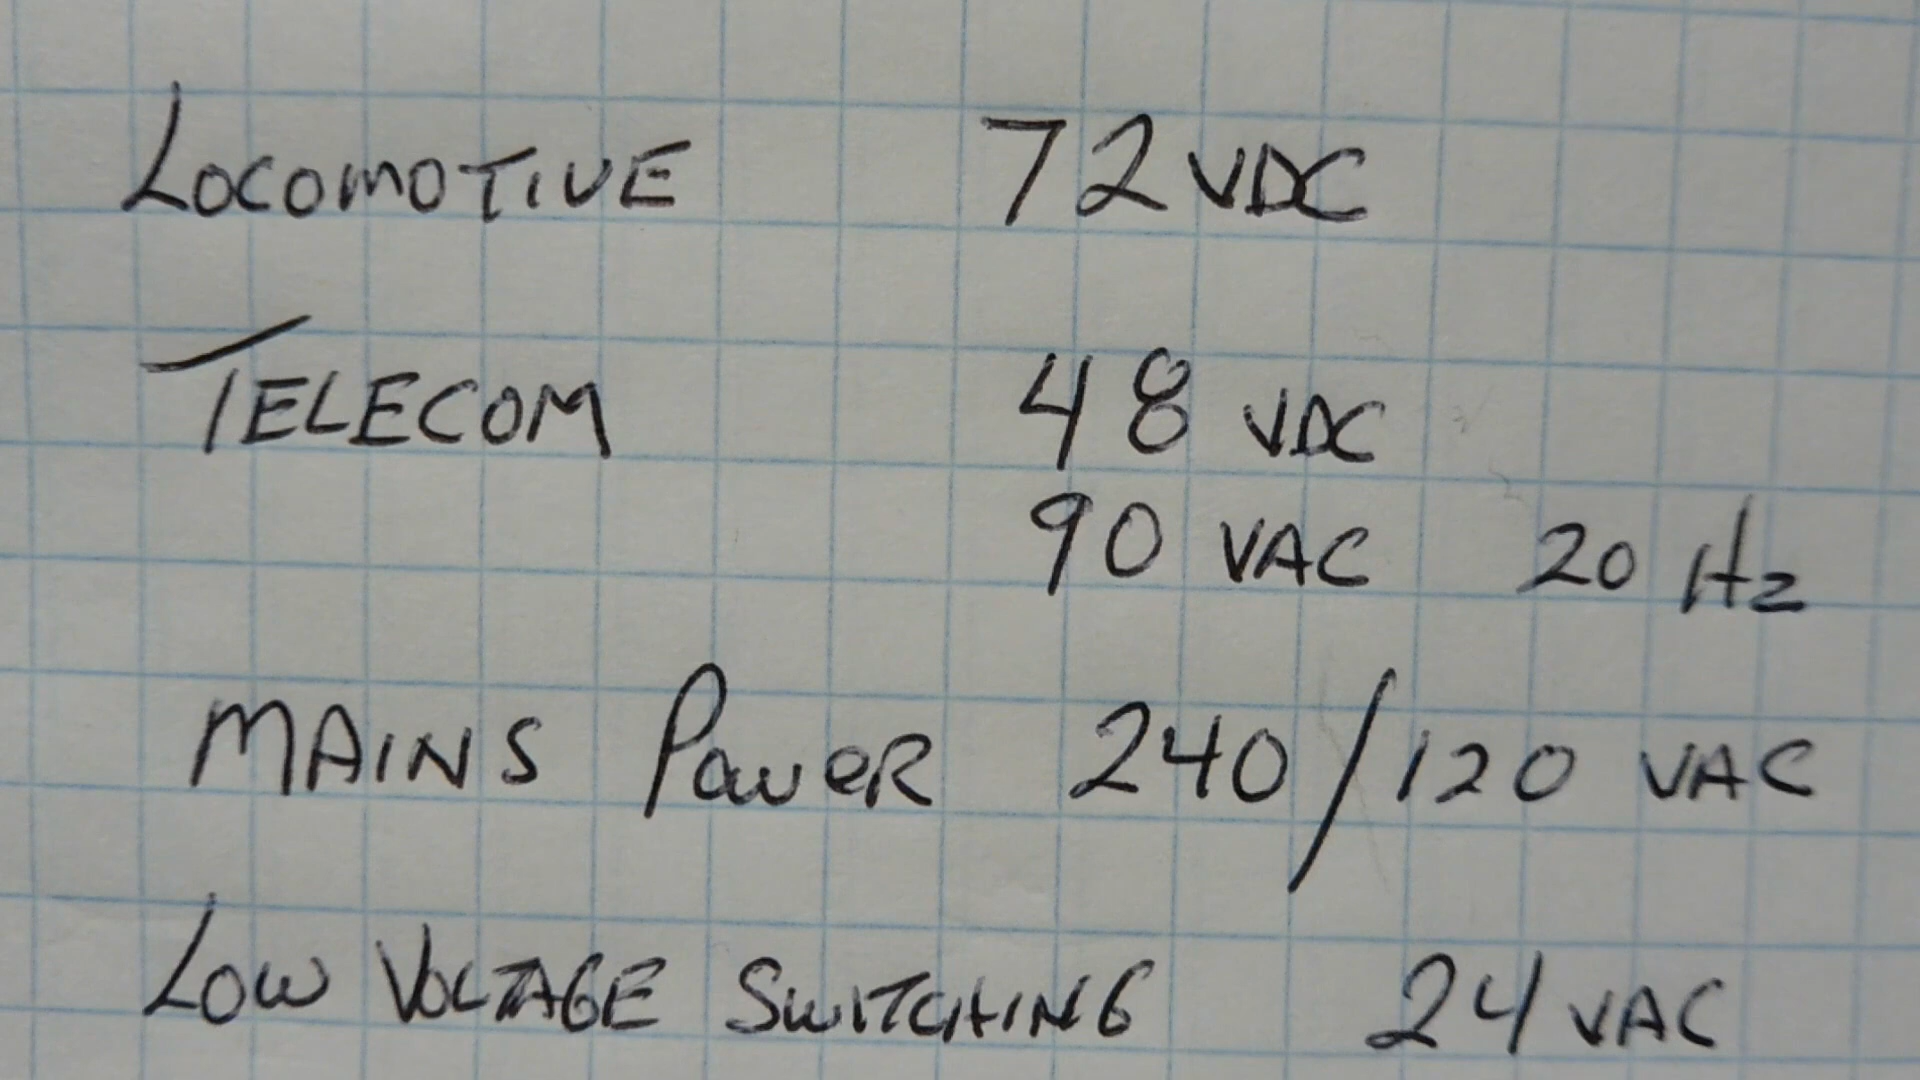 LOCOMOTIVE 72 VDC
TELECOM 48 VDC
90 VAC 20 Hz
MAINS POWER 240/120 VAC
LOW VOLTAGE SWITCHING 24 VAC